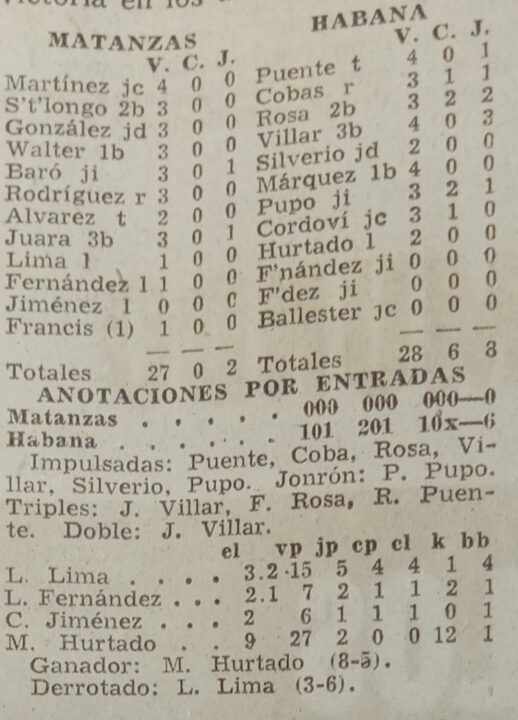 Victoria en los
MATANZAS
V. C. J.
Martínez jc 4 0 0
S't'longo 2b 3 0 0
González jd 3 0 0
Walter 1b 3 0 0
Baró ji 3 0 1
Rodríguez r 3 0 0
Alvarez t 2 0 0
Juara 3b 3 0 1
Lima l 1 0 0
Fernández l 1 0 0
Jiménez l 0 0 0
Francis (1) 1 0 0
Totales 27 0 2
HABANA
V. C. J.
Puente t 4 0 1
Cobas r 3 1 1
Rosa 2b 3 2 2
Villar 3b 4 0 3
Silverio jd 2 0 0
Márquez 1b 4 0 0
Pupo ji 3 2 1
Cordoví jc 3 1 0
Hurtado l 2 0 0
F'nández ji 0 0 0
F'dez ji 0 0 0
Ballester jc 0 0 0
Totales 28 6 8
ANOTACIONES POR ENTRADAS
Matanzas . . . . . 000 000 000—0
Habana . . . . . . 101 201 10x—6
Impulsadas: Puente, Coba, Rosa, Vi-
llar, Silverio, Pupo. Jonrón: P. Pupo.
Triples: J. Villar, F. Rosa, R. Puen-
te. Doble: J. Villar.
el vp jp cp cl k bb
L. Lima . . . . 3.2 15 5 4 4 1 4
L. Fernández . . . 2.1 7 2 1 1 2 1
C. Jiménez . . . 2 6 1 1 1 0 1
M. Hurtado . . 9 27 2 0 0 12 1
Ganador: M. Hurtado (8-5).
Derrotado: L. Lima (3-6).